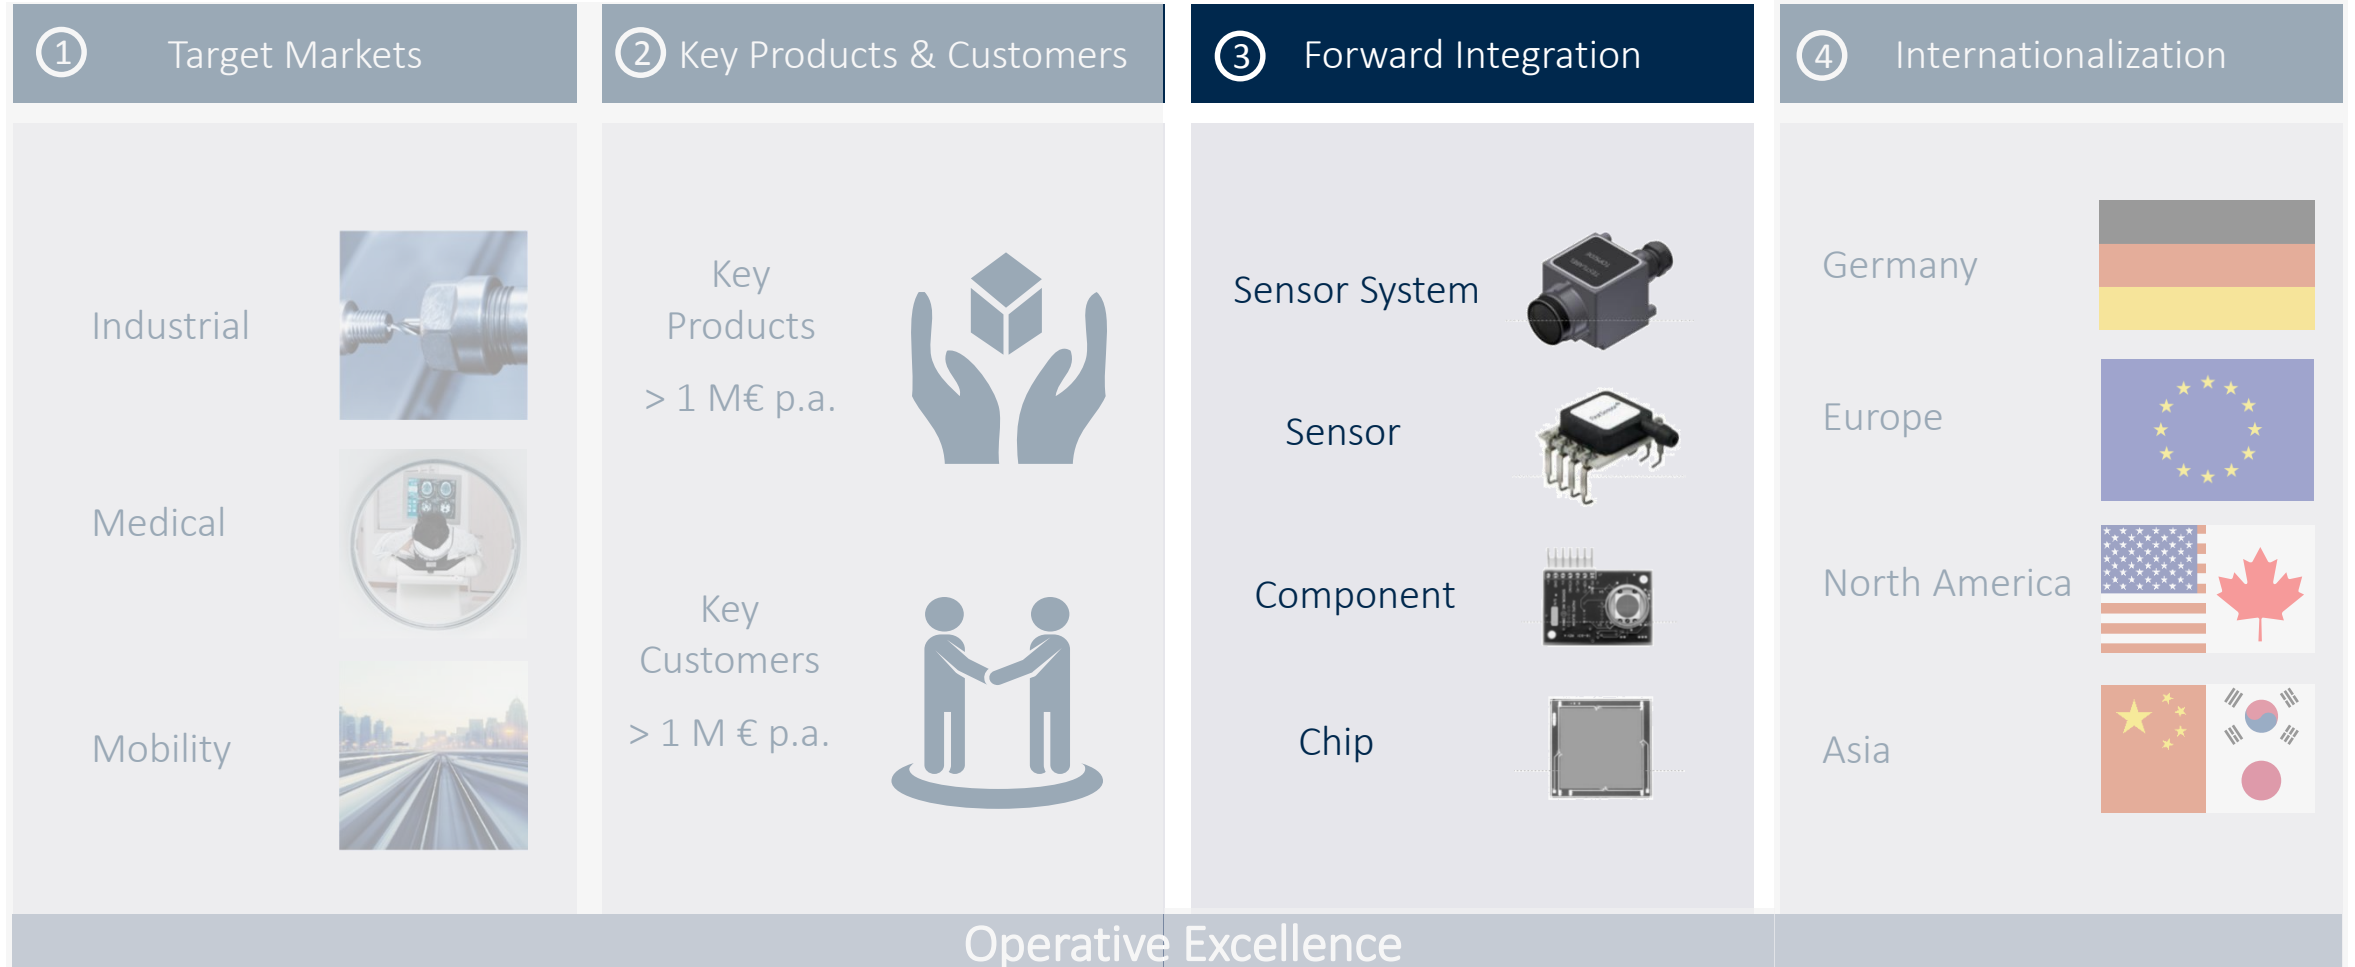 1 Target Markets
2 Key Products & Customers
3 Forward Integration
4 Internationalization
Industrial
Medical
Mobility
Key
Products
> 1 M€ p.a.
Key
Customers
> 1 M € p.a.
Sensor System
Sensor
Component
Chip
Germany
Europe
North America
Asia
Operative Excellence